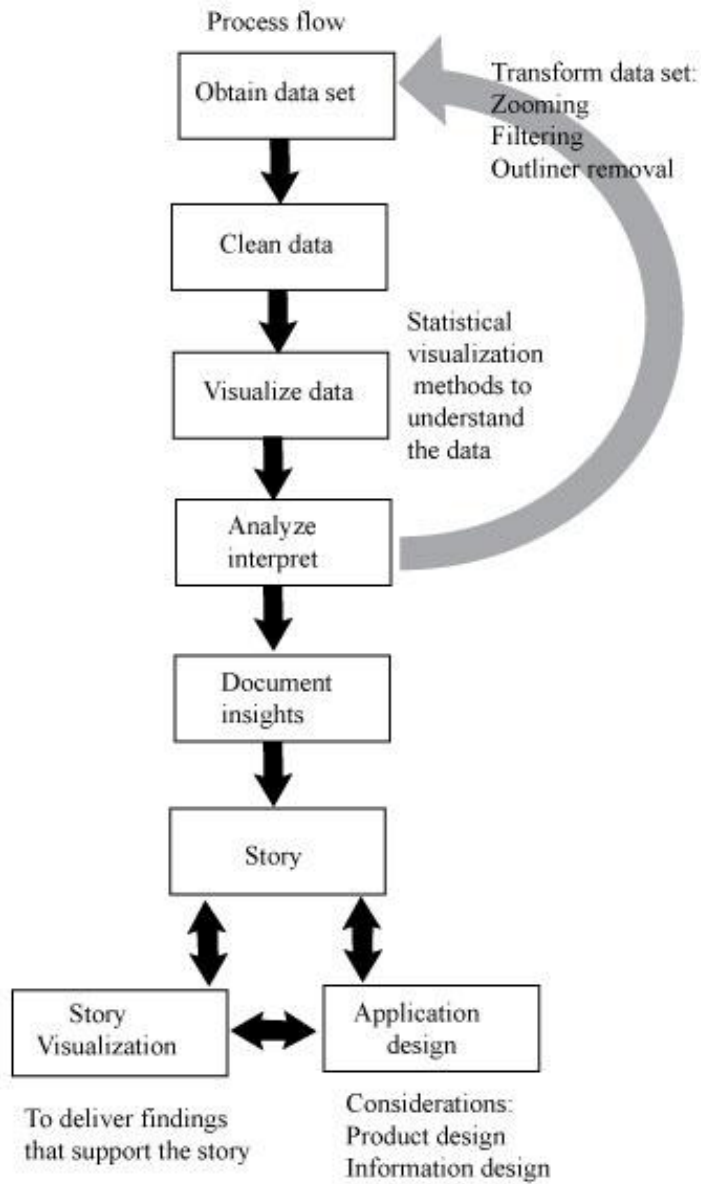 Process flow
Obtain data set
Transform data set:
Zooming
Filtering
Outliner removal
Clean data
Statistical
visualization
methods to
understand
the data
Visualize data
Analyze
interpret
Document
insights
Story
Story
Visualization
Application
design
To deliver findings
that support the story
Considerations:
Product design
Information design